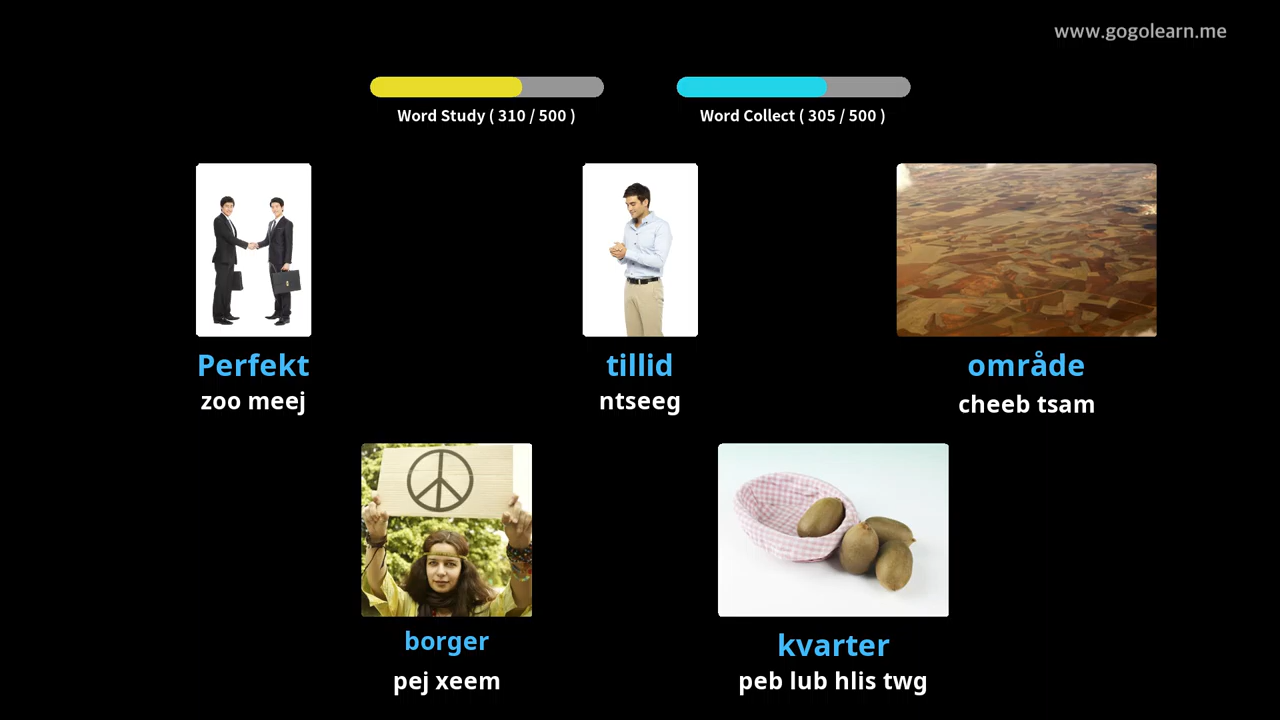 www.gogolearn.me
Word Study ( 310 / 500 )
Word Collect ( 305 / 500 )
Perfekt
zoo meej
tillid
ntseeg
område
cheeb tsam
borger
pej xeem
kvarter
peb lub hlis twg